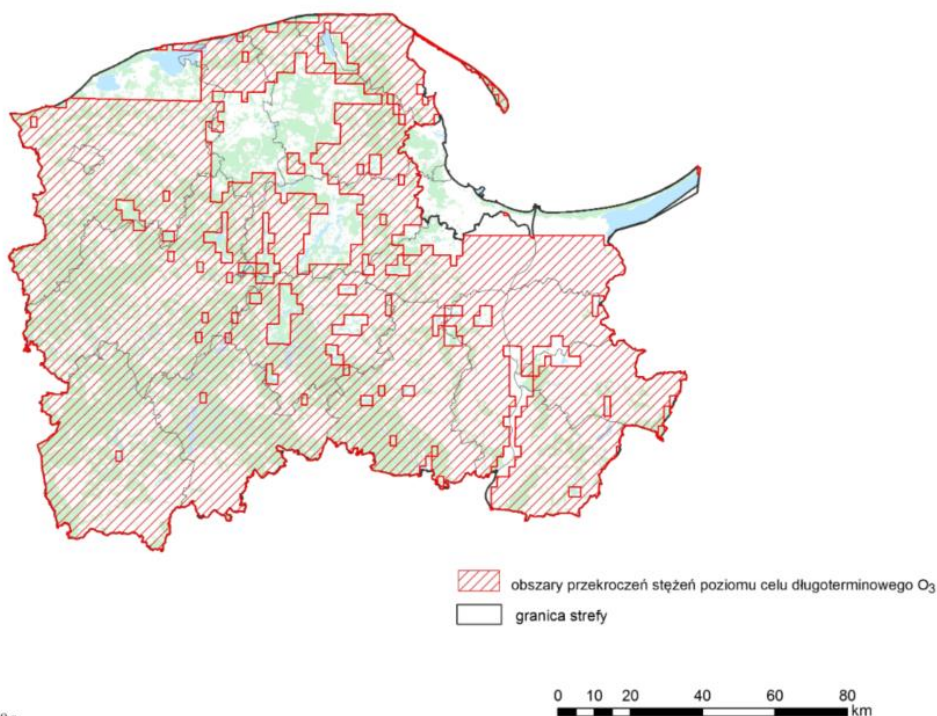 obszary przekroczeń stężeń poziomu celu długoterminowego O3
granica strefy
0 10 20 40 60 80
km